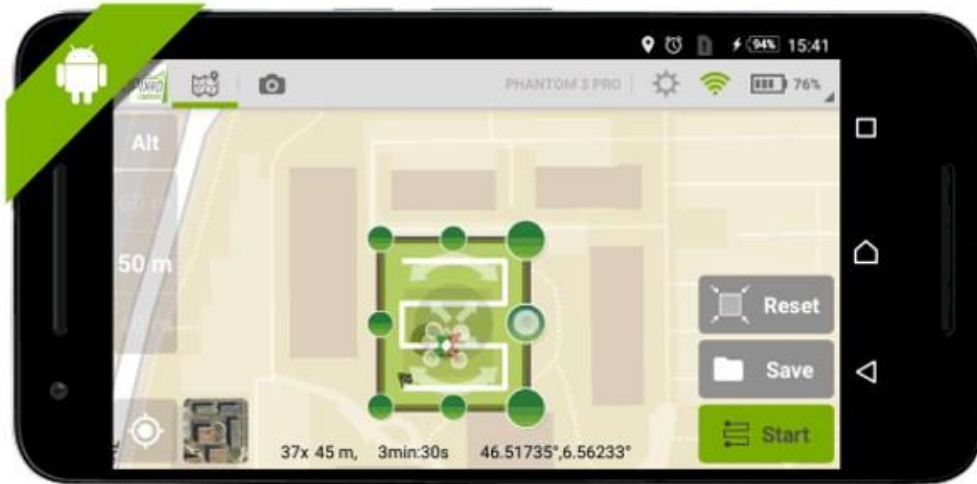 94% 15:41
PHANTOM 3 PRO 76%
Alt
50 m
Reset
Save
Start
37x 45 m, 3min:30s 46.51735°,6.56233°